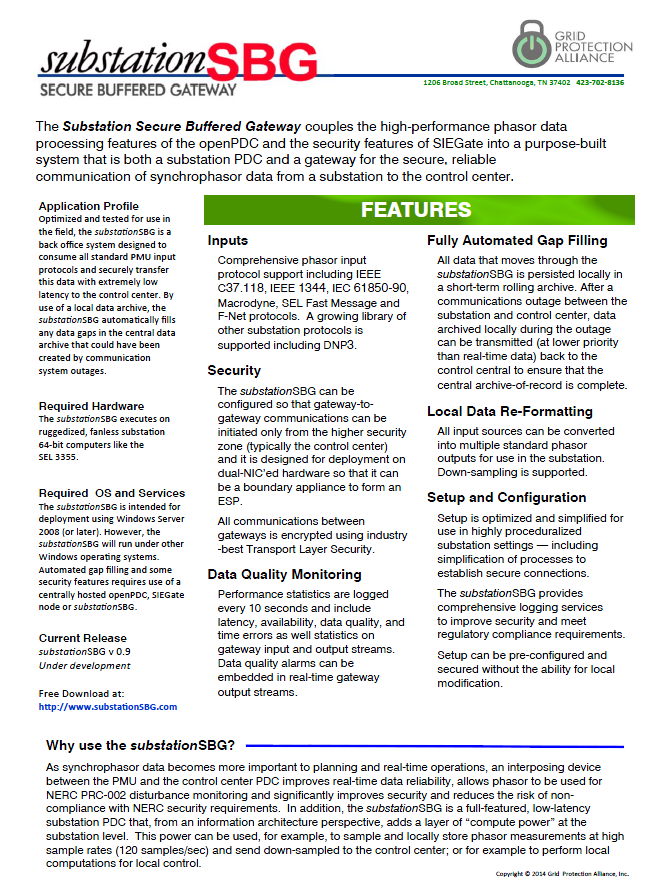 substationSBG
SECURE BUFFERED GATEWAY
GRID
PROTECTION
ALLIANCE
1206 Broad Street, Chattanooga, TN 37402   423-702-8136
The Substation Secure Buffered Gateway couples the high-performance phasor data
processing features of the openPDC and the security features of SIEGate into a purpose-built
system that is both a substation PDC and a gateway for the secure, reliable
communication of synchrophasor data from a substation to the control center.
Application Profile
Optimized and tested for use in
the field, the substationSBG is a
back office system designed to
consume all standard PMU input
protocols and securely transfer
this data with extremely low
latency to the control center. By
use of a local data archive, the
substationSBG automatically fills
any data gaps in the central data
archive that could have been
created by communication
system outages.
Required Hardware
The substationSBG executes on
ruggedized, fanless substation
64-bit computers like the
SEL 3355.
Required  OS and Services
The substationSBG is intended for
deployment using Windows Server
2008 (or later). However, the
substationSBG will run under other
Windows operating systems.
Automated gap filling and some
security features requires use of a
centrally hosted openPDC, SIEGate
node or substationSBG.
Current Release
substationSBG v 0.9
Under development
Free Download at:
http://www.substationSBG.com
FEATURES
Inputs
Comprehensive phasor input
protocol support including IEEE
C37.118, IEEE 1344, IEC 61850-90,
Macrodyne, SEL Fast Message and
F-Net protocols.  A growing library of
other substation protocols is
supported including DNP3.
Security
The substationSBG can be
configured so that gateway-to-
gateway communications can be
initiated only from the higher security
zone (typically the control center)
and it is designed for deployment on
dual-NIC'ed hardware so that it can
be a boundary appliance to form an
ESP.
All communications between
gateways is encrypted using industry
-best Transport Layer Security.
Data Quality Monitoring
Performance statistics are logged
every 10 seconds and include
latency, availability, data quality, and
time errors as well statistics on
gateway input and output streams.
Data quality alarms can be
embedded in real-time gateway
output streams.
Fully Automated Gap Filling
All data that moves through the
substationSBG is persisted locally in
a short-term rolling archive. After a
communications outage between the
substation and control center, data
archived locally during the outage
can be transmitted (at lower priority
than real-time data) back to the
control central to ensure that the
central archive-of-record is complete.
Local Data Re-Formatting
All input sources can be converted
into multiple standard phasor
outputs for use in the substation.
Down-sampling is supported.
Setup and Configuration
Setup is optimized and simplified for
use in highly proceduralized
substation settings — including
simplification of processes to
establish secure connections.
The substationSBG provides
comprehensive logging services
to improve security and meet
regulatory compliance requirements.
Setup can be pre-configured and
secured without the ability for local
modification.
Why use the substationSBG?
As synchrophasor data becomes more important to planning and real-time operations, an interposing device
between the PMU and the control center PDC improves real-time data reliability, allows phasor to be used for
NERC PRC-002 disturbance monitoring and significantly improves security and reduces the risk of non-
compliance with NERC security requirements.  In addition, the substationSBG is a full-featured, low-latency
substation PDC that, from an information architecture perspective, adds a layer of “compute power” at the
substation level.  This power can be used, for example, to sample and locally store phasor measurements at high
sample rates (120 samples/sec) and send down-sampled to the control center; or for example to perform local
computations for local control.
Copyright © 2014 Grid  Protection Alliance, Inc.